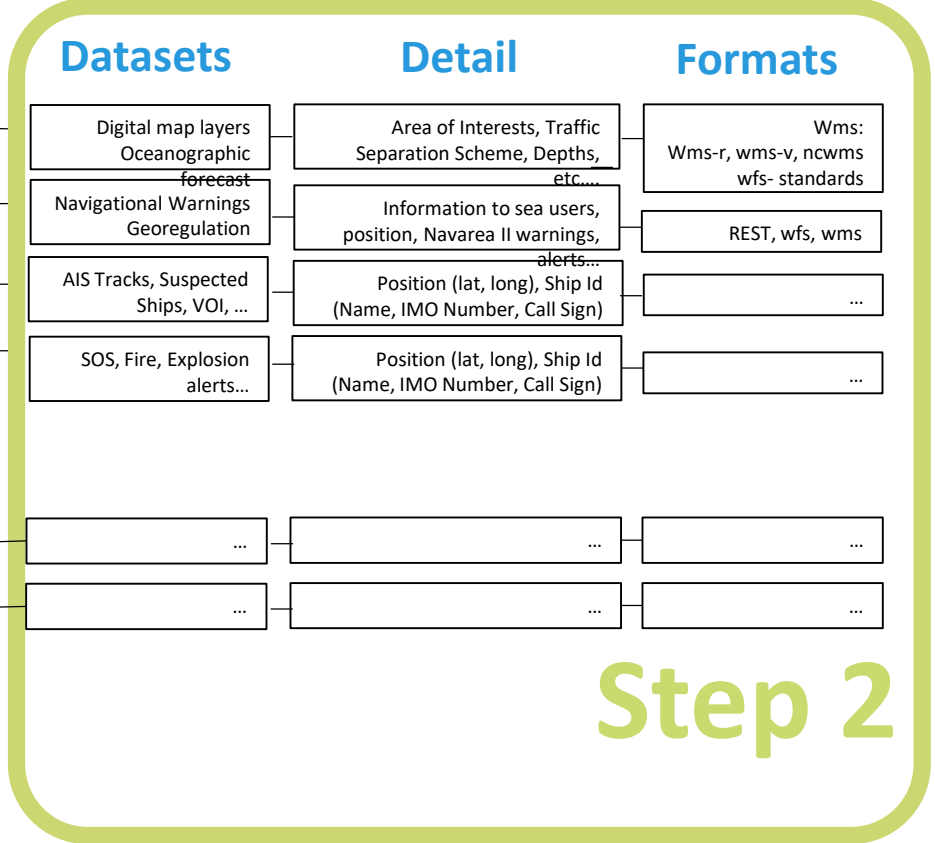 Datasets
Detail
Formats
Digital map layers
Oceanographic
forecast
Area of Interests, Traffic
Separation Scheme, Depths,
etc....
Wms:
Wms-r, wms-v, ncwms
wfs- standards
Navigational Warnings
Georegulation
Information to sea users,
position, Navarea II warnings,
alerts…
REST, wfs, wms
AIS Tracks, Suspected
Ships, VOI, …
Position (lat, long), Ship Id
(Name, IMO Number, Call Sign)
…
SOS, Fire, Explosion
alerts…
Position (lat, long), Ship Id
(Name, IMO Number, Call Sign)
…
…
…
…
…
…
…
Step 2